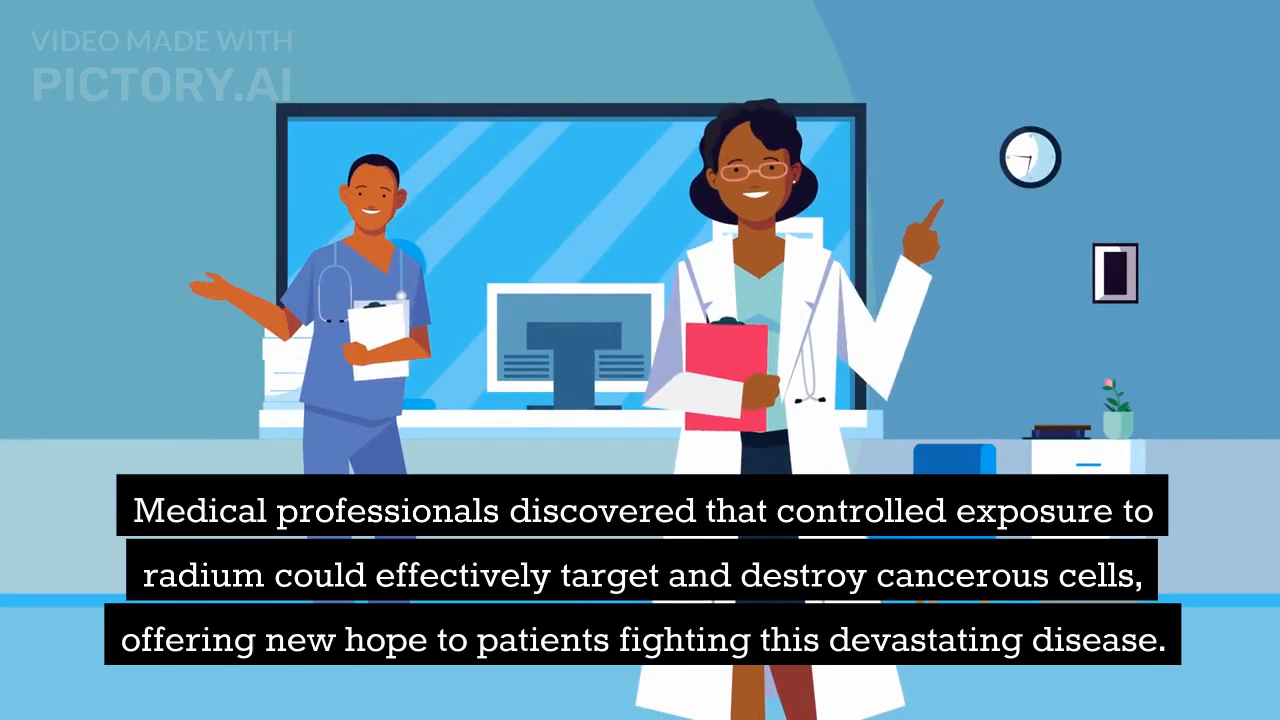 VIDEO MADE WITH
PICTORY.AI
Medical professionals discovered that controlled exposure to
radium could effectively target and destroy cancerous cells,
offering new hope to patients fighting this devastating disease.